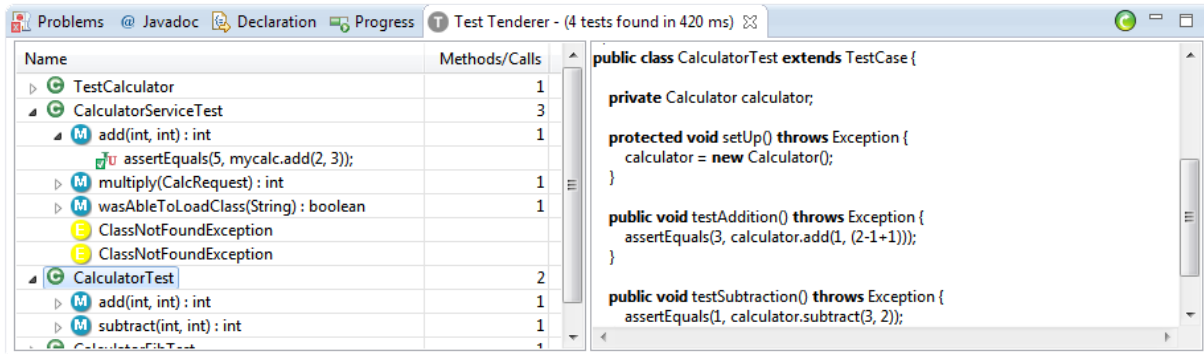 Problems @ Javadoc Declaration Progress Test Tenderer - (4 tests found in 420 ms)
Name Methods/Calls
TestCalculator 1
CalculatorServiceTest 3
add(int, int) : int 1
assertEquals(5, mycalc.add(2, 3));
multiply(CalcRequest) : int 1
wasAbleToLoadClass(String) : boolean 1
ClassNotFoundException
ClassNotFoundException
CalculatorTest 2
add(int, int) : int 1
subtract(int, int) : int 1
CalculatorFibTest 1
public class CalculatorTest extends TestCase {
private Calculator calculator;
protected void setUp() throws Exception {
calculator = new Calculator();
}
public void testAddition() throws Exception {
assertEquals(3, calculator.add(1, (2-1+1)));
}
public void testSubtraction() throws Exception {
assertEquals(1, calculator.subtract(3, 2));